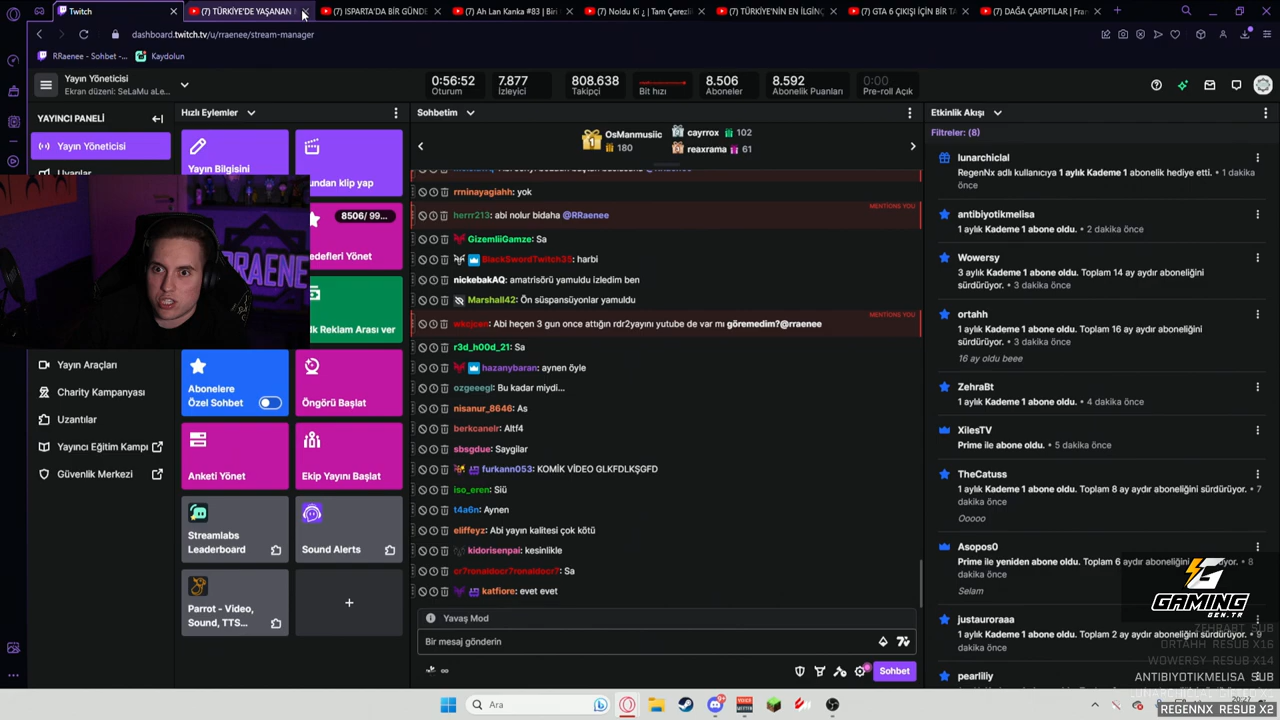 Twitch
(7) TÜRKİYE'DE YAŞANAN
(7) ISPARTA'DA BİR GÜNDE
(7) Ah Lan Kanka #83 | Biri
(7) Noldu Ki ¿ | Tam Çerezli
(7) TÜRKİYE'NİN EN İLGİNÇ
(7) GTA 6 ÇIKIŞI İÇİN BİR TA
(7) DAĞA ÇARPTILAR | Fran
dashboard.twitch.tv/u/rraenee/stream-manager
RRaenee - Sohbet -
Kaydolun
Yayın Yöneticisi
Ekran düzeni: SeLaMu aLe...
0:56:52
Oturum
7.877
İzleyici
808.638
Takipçi
Bit hızı
8.506
Aboneler
8.592
Abonelik Puanları
0:00
Pre-roll Açık
YAYINCI PANELİ
Yayın Yöneticisi
Uyarılar
Yayın Araçları
Charity Kampanyası
Uzantılar
Yayıncı Eğitim Kampı
Güvenlik Merkezi
RRAENE
Hızlı Eylemler
Yayın Bilgisini
undan klip yap
8506/ 99...
edefleri Yönet
lk Reklam Arası ver
Abonelere
Özel Sohbet
Öngörü Başlat
Anketi Yönet
Ekip Yayını Başlat
Streamlabs
Leaderboard
Sound Alerts
Parrot - Video,
Sound, TTS...
Sohbetim
1 OsManmusiic
180
cayrrox 102
reaxrama 61
rrninayagiahh: yok
MENTIONS YOU
herrr213: abi nolur bidaha @RRaenee
GizemliiGamze: Sa
BlackSwordTwitch35: harbi
nickebakAQ: amatrisörü yamuldu izledim ben
Marshall42: Ön süspansüyonlar yamuldu
MENTIONS YOU
wkcjcen: Abi heçen 3 gun once attığın rdr2yayını yutube de var mı göremedim?@rraenee
r3d_h00d_21: Sa
hazanybaran: aynen öyle
ozgeeegl: Bu kadar miydi...
nisanur_8646: As
berkcanelr: Altf4
sbsgdue: Saygilar
furkann053: KOMİK VİDEO GLKFDLKŞGFD
iso_eren: Siü
t4a6n: Aynen
eliffeyz: Abi yayın kalitesi çok kötü
kidorisenpai: kesinlikle
cr7ronaldocr7ronaldocr7: Sa
katfiore: evet evet
Yavaş Mod
Bir mesaj gönderin
Sohbet
Etkinlik Akışı
Filtreler: (8)
lunarchiclal
RegenNx adlı kullanıcıya 1 aylık Kademe 1 abonelik hediye etti. • 1 dakika
önce
antibiyotikmelisa
1 aylık Kademe 1 abone oldu. • 2 dakika önce
Wowersy
3 aylık Kademe 1 abone oldu. Toplam 14 ay aydır aboneliğini
sürdürüyor. • 3 dakika önce
ortahh
1 aylık Kademe 1 abone oldu. Toplam 16 ay aydır aboneliğini
sürdürüyor. • 3 dakika önce
16 ay oldu beee
ZehraBt
1 aylık Kademe 1 abone oldu. • 4 dakika önce
XilesTV
Prime ile abone oldu. • 5 dakika önce
TheCatuss
1 aylık Kademe 1 abone oldu. Toplam 8 ay aydır aboneliğini sürdürüyor. • 7
dakika önce
Ooooo
Asopos0
Prime ile yeniden abone oldu. Toplam 6 aydır aboneliğini sürdürüyor. • 8
dakika önce
Selam
justauroraaa
1 aylık Kademe 1 abone oldu. Toplam 2 ay aydır aboneliğini sürdürüyor. • 9
dakika önce
pearliliy
GAMING
GEN.TR
ZEHRABT SUB
ORTAHH RESUB X16
WOWERSY RESUB X14
ANTIBIYOTIKMELISA SUB
REGENNX RESUB X2
Ara